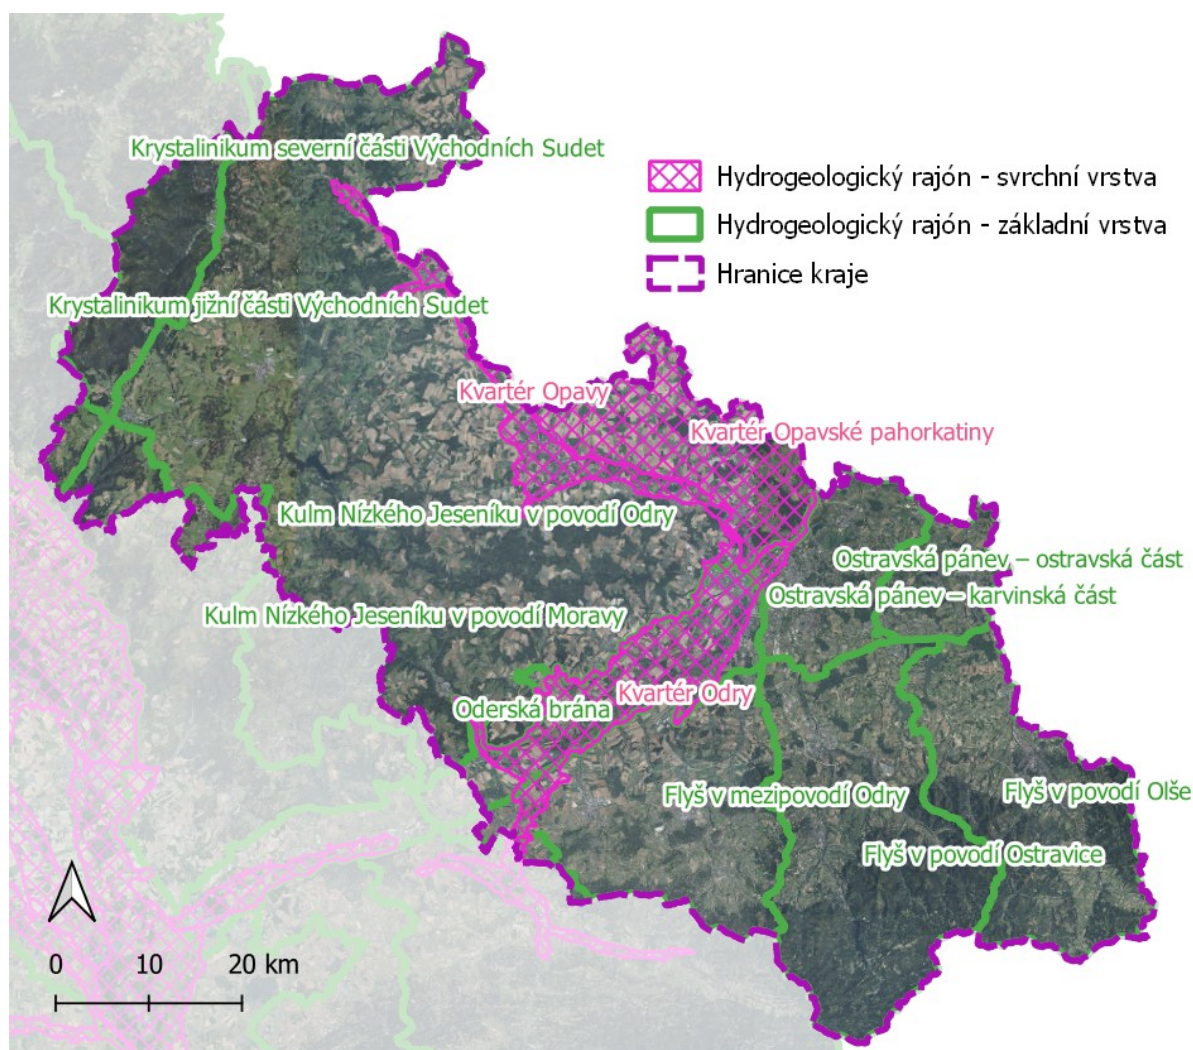 Krystalinikum severní části Východních Sudet
Hydrogeologický rajón - svrchní vrstva
Hydrogeologický rajón - základní vrstva
Hranice kraje
Krystalinikum jižní části Východních Sudet
Kvartér Opavy
Kvartér Opavské pahorkatiny
Kulm Nízkého Jeseníku v povodí Odry
Ostravská pánev – ostravská část
Ostravská pánev – karvinská část
Kulm Nízkého Jeseníku v povodí Moravy
Kvartér Odry
Oderská brána
Flyš v mezipovodí Odry
Flyš v povodí Olše
Flyš v povodí Ostravice
0 10 20 km